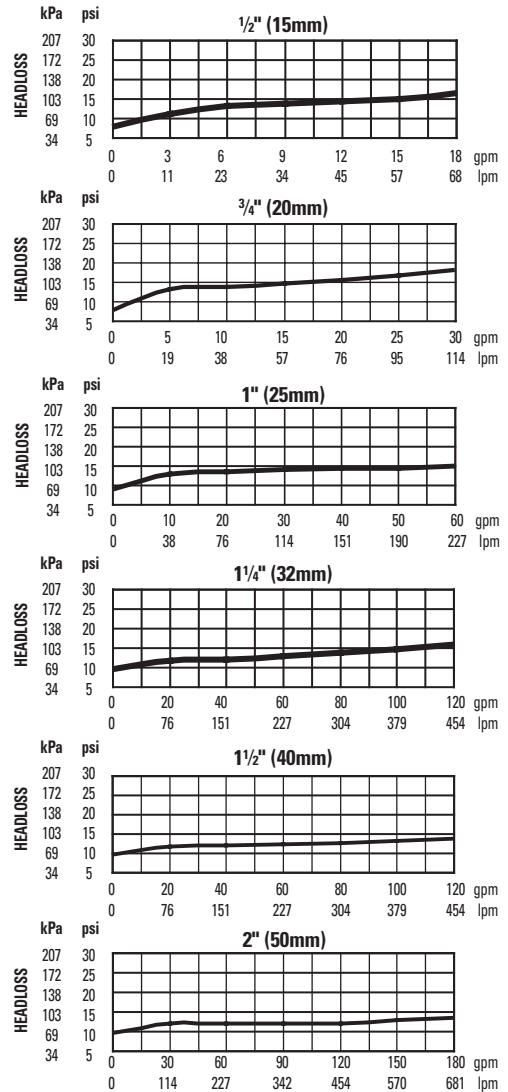 kPa psi
½" (15mm)
207 30
172 25
138 20
103 15
69 10
34 5
HEADLOSS
0 3 6 9 12 15 18 gpm
0 11 23 34 45 57 68 lpm
kPa psi
¾" (20mm)
207 30
172 25
138 20
103 15
69 10
34 5
HEADLOSS
0 5 10 15 20 25 30 gpm
0 19 38 57 76 95 114 lpm
kPa psi
1" (25mm)
207 30
172 25
138 20
103 15
69 10
34 5
HEADLOSS
0 10 20 30 40 50 60 gpm
0 38 76 114 151 190 227 lpm
kPa psi
1¼" (32mm)
207 30
172 25
138 20
103 15
69 10
34 5
HEADLOSS
0 20 40 60 80 100 120 gpm
0 76 151 227 304 379 454 lpm
kPa psi
1½" (40mm)
207 30
172 25
138 20
103 15
69 10
34 5
HEADLOSS
0 20 40 60 80 100 120 gpm
0 76 151 227 304 379 454 lpm
kPa psi
2" (50mm)
207 30
172 25
138 20
103 15
69 10
34 5
HEADLOSS
0 30 60 90 120 150 180 gpm
0 114 227 342 454 570 681 lpm